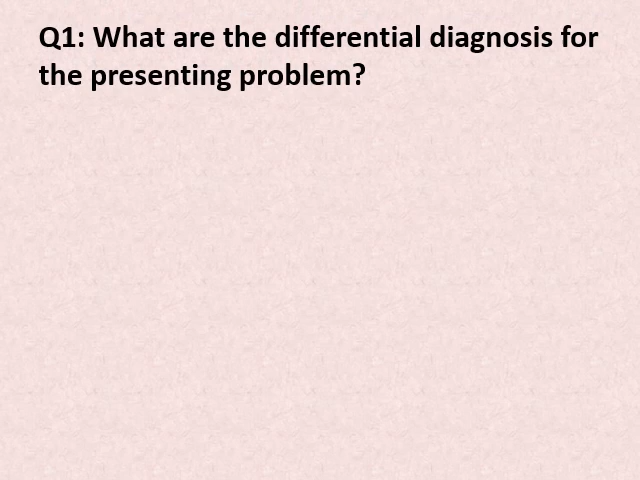 Q1: What are the differential diagnosis for
the presenting problem?